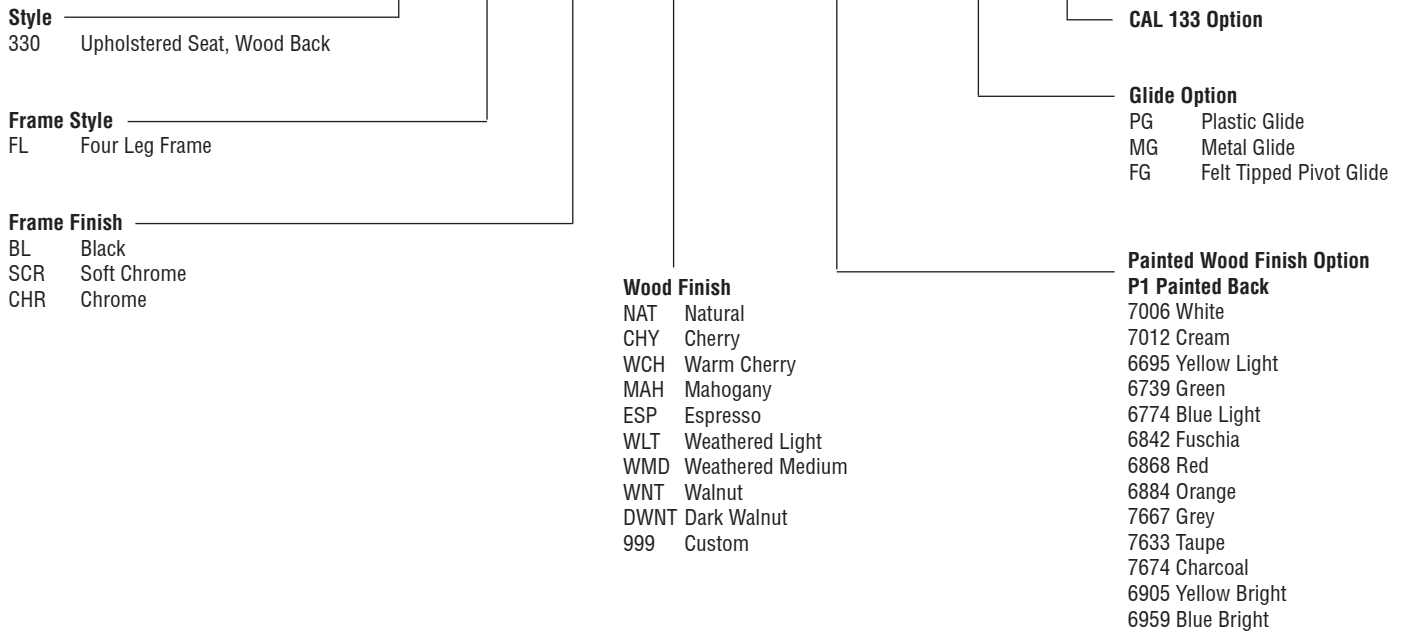 Style
330 Upholstered Seat, Wood Back
Frame Style
FL Four Leg Frame
Frame Finish
BL Black
SCR Soft Chrome
CHR Chrome
Wood Finish
NAT Natural
CHY Cherry
WCH Warm Cherry
MAH Mahogany
ESP Espresso
WLT Weathered Light
WMD Weathered Medium
WNT Walnut
DWNT Dark Walnut
999 Custom
CAL 133 Option
Glide Option
PG Plastic Glide
MG Metal Glide
FG Felt Tipped Pivot Glide
Painted Wood Finish Option
P1 Painted Back
7006 White
7012 Cream
6695 Yellow Light
6739 Green
6774 Blue Light
6842 Fuschia
6868 Red
6884 Orange
7667 Grey
7633 Taupe
7674 Charcoal
6905 Yellow Bright
6959 Blue Bright